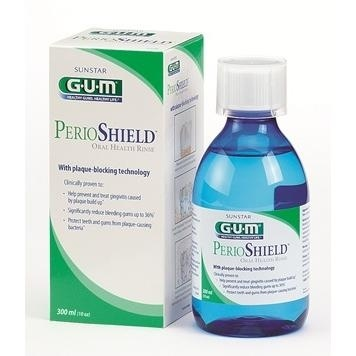 SUNSTAR
G·U·M
HEALTHY GUMS. HEALTHY LIFE.
PERIOSHIELD™
ORAL HEALTH RINSE
With plaque-blocking technology
Clinically proven to:
• Help prevent and treat gingivitis caused by
plaque build up
• Significantly reduce bleeding gums up to 36%
• Protect teeth and gums from plaque-causing
bacteria
300 ml (10 oz)
PERIOSHIELD
SUNSTAR
G·U·M
HEALTHY GUMS. HEALTHY LIFE.
PERIOSHIELD™
ORAL HEALTH RINSE
With plaque-blocking technology
Clinically proven to:
• Help prevent and treat gingivitis caused by
plaque build up
• Significantly reduce bleeding gums up to 36%
• Protect teeth and gums from plaque-causing bacteria
300 ml